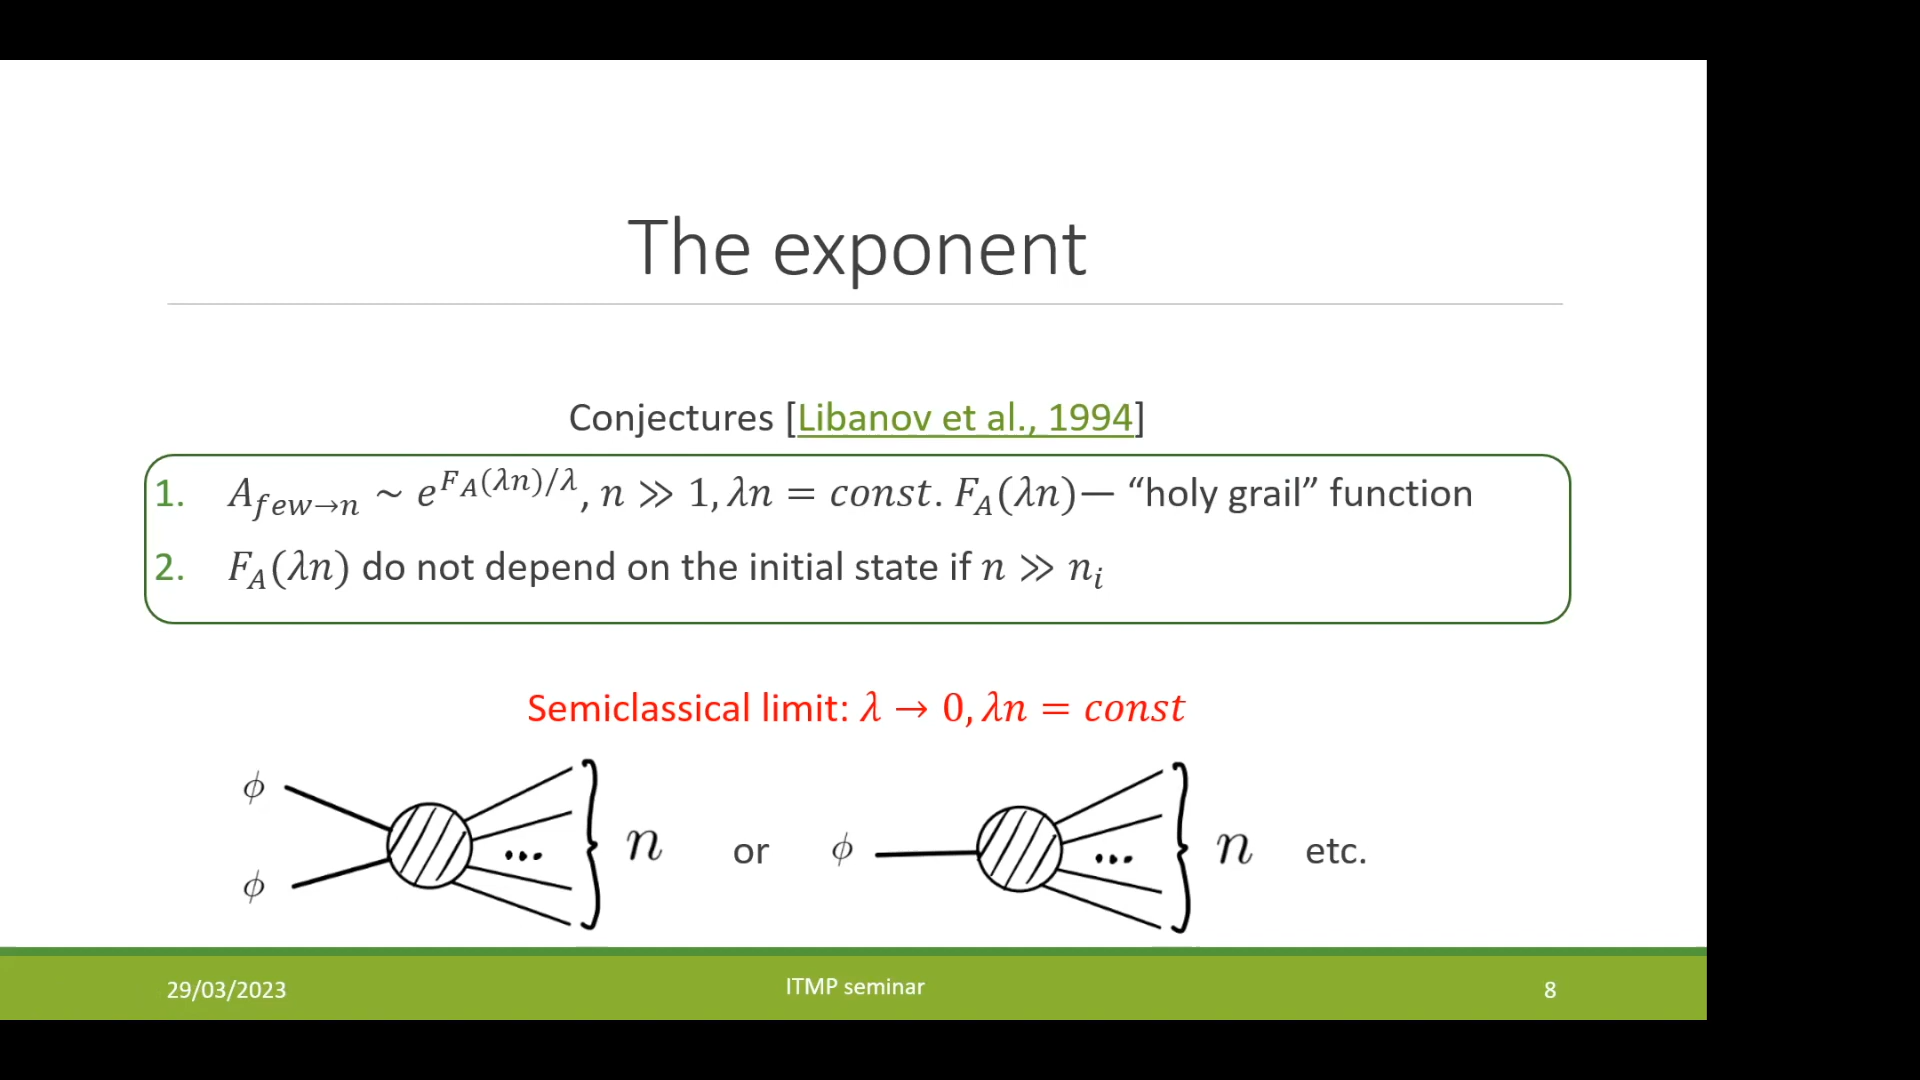 The exponent
Conjectures [Libanov et al., 1994]
1. $A_{few→n} \sim e^{F_A(λn)/λ}, n ≫ 1, λn = const. F_A(λn)$— “holy grail” function
2. $F_A(λn)$ do not depend on the initial state if $n ≫ n_i$
Semiclassical limit: $λ → 0, λn = const$
ϕ
ϕ
... n or ϕ ... n etc.
29/03/2023 ITMP seminar 8